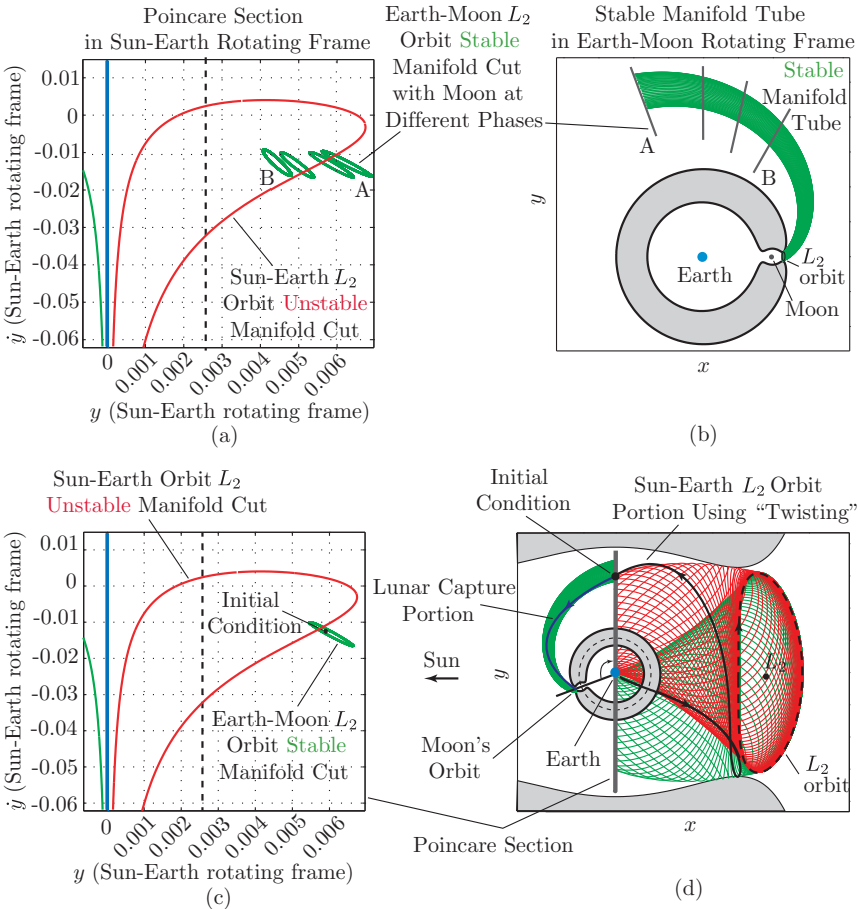 Poincare Section
in Sun-Earth Rotating Frame
0.01
0
-0.01
-0.02
-0.03
-0.04
-0.05
-0.06
ẏ (Sun-Earth rotating frame)
B
A
Sun-Earth L2
Orbit Unstable
Manifold Cut
0
0.001
0.002
0.003
0.004
0.005
0.006
y (Sun-Earth rotating frame)
(a)
Earth-Moon L2
Orbit Stable
Manifold Cut
with Moon at
Different Phases
Stable Manifold Tube
in Earth-Moon Rotating Frame
Stable
Manifold
Tube
A
B
y
Earth
L2
orbit
Moon
x
(b)
Sun-Earth Orbit L2
Unstable Manifold Cut
0.01
0
-0.01
-0.02
-0.03
-0.04
-0.05
-0.06
ẏ (Sun-Earth rotating frame)
Initial
Condition
Earth-Moon L2
Orbit Stable
Manifold Cut
0
0.001
0.002
0.003
0.004
0.005
0.006
y (Sun-Earth rotating frame)
(c)
Initial
Condition
Sun-Earth L2 Orbit
Portion Using “Twisting”
Lunar Capture
Portion
Sun
y
L2
Moon's
Orbit
Earth
L2
orbit
x
Poincare Section
(d)